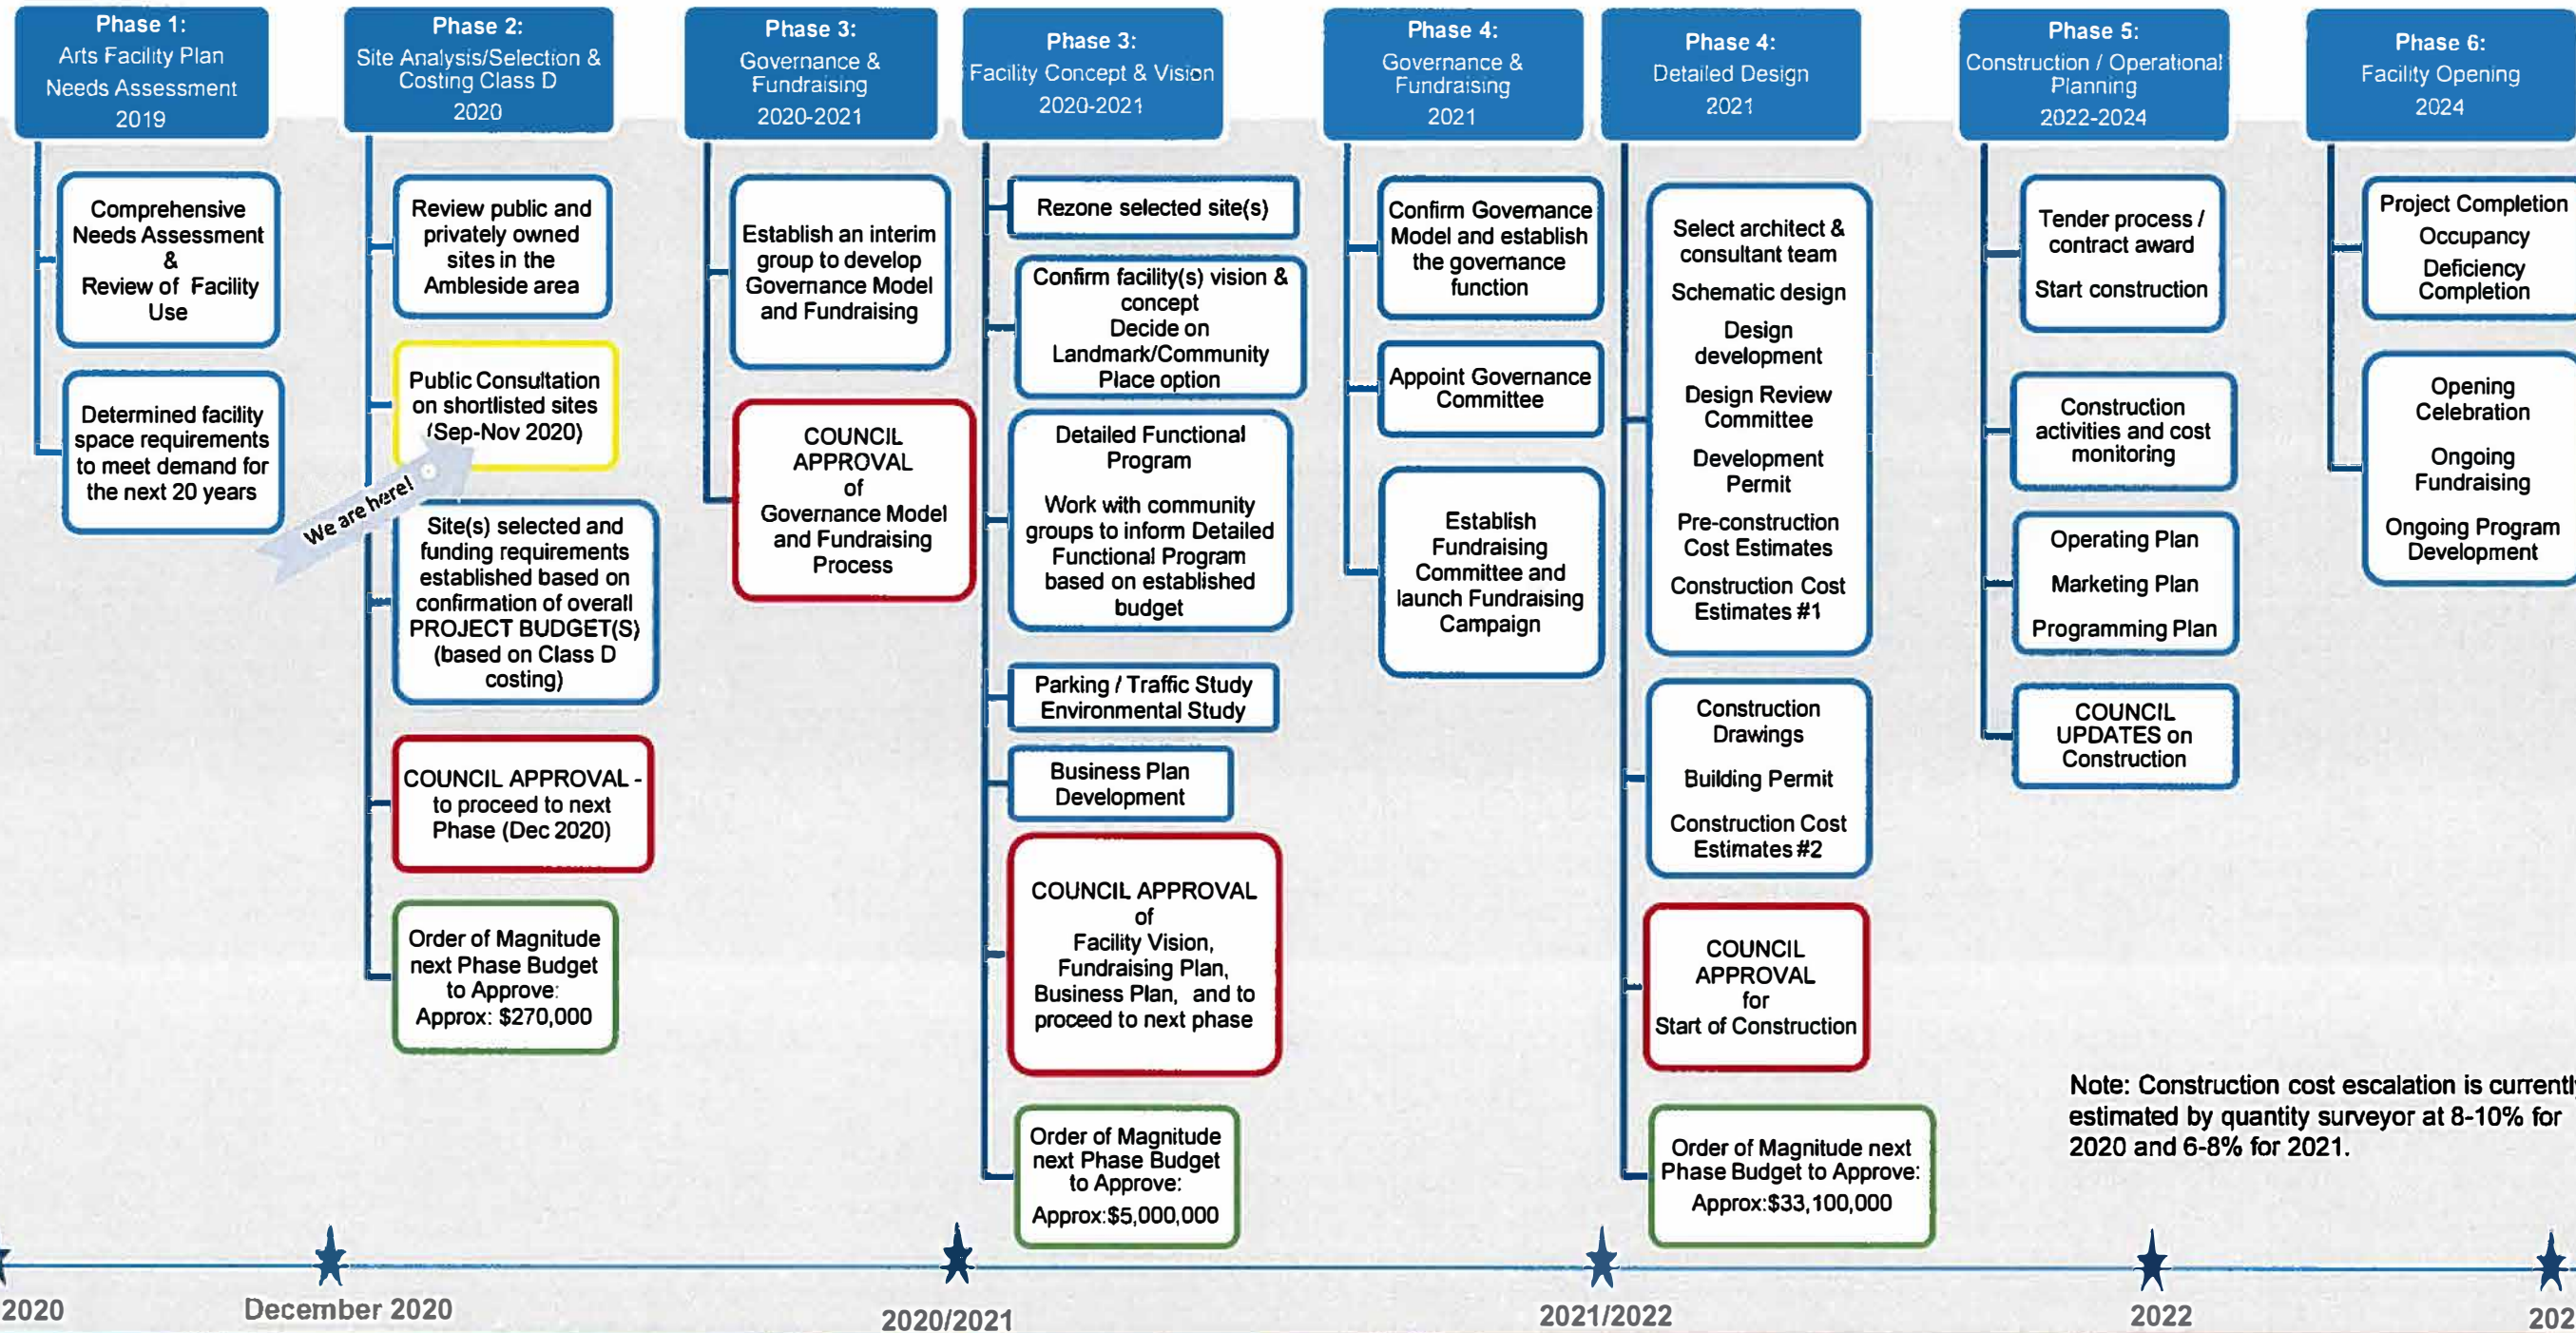 Phase 1:
Arts Facility Plan
Needs Assessment
2019
Comprehensive
Needs Assessment
&
Review of Facility
Use
Determined facility
space requirements
to meet demand for
the next 20 years
Phase 2:
Site Analysis/Selection &
Costing Class D
2020
Review public and
privately owned
sites in the
Ambleside area
Public Consultation
on shortlisted sites
(Sep-Nov 2020)
We are here!
Site(s) selected and
funding requirements
established based on
confirmation of overall
PROJECT BUDGET(S)
(based on Class D
costing)
COUNCIL APPROVAL -
to proceed to next
Phase (Dec 2020)
Order of Magnitude
next Phase Budget
to Approve:
Approx: $270,000
Phase 3:
Governance &
Fundraising
2020-2021
Establish an interim
group to develop
Governance Model
and Fundraising
COUNCIL
APPROVAL
of
Governance Model
and Fundraising
Process
Phase 3:
Facility Concept & Vision
2020-2021
Rezone selected site(s)
Confirm facility(s) vision &
concept
Decide on
Landmark/Community
Place option
Detailed Functional
Program
Work with community
groups to inform Detailed
Functional Program
based on established
budget
Parking / Traffic Study
Environmental Study
Business Plan
Development
COUNCIL APPROVAL
of
Facility Vision,
Fundraising Plan,
Business Plan, and to
proceed to next phase
Order of Magnitude
next Phase Budget
to Approve:
Approx:$5,000,000
Phase 4:
Governance &
Fundraising
2021
Confirm Governance
Model and establish
the governance
function
Appoint Governance
Committee
Establish
Fundraising
Committee and
launch Fundraising
Campaign
Phase 4:
Detailed Design
2021
Select architect &
consultant team
Schematic design
Design
development
Design Review
Committee
Development
Permit
Pre-construction
Cost Estimates
Construction Cost
Estimates #1
Construction
Drawings
Building Permit
Construction Cost
Estimates #2
COUNCIL
APPROVAL
for
Start of Construction
Order of Magnitude next
Phase Budget to Approve:
Approx:$33,100,000
Phase 5:
Construction / Operational
Planning
2022-2024
Tender process /
contract award
Start construction
Construction
activities and cost
monitoring
Operating Plan
Marketing Plan
Programming Plan
COUNCIL
UPDATES on
Construction
Phase 6:
Facility Opening
2024
Project Completion
Occupancy
Deficiency
Completion
Opening
Celebration
Ongoing
Fundraising
Ongoing Program
Development
Note: Construction cost escalation is currently
estimated by quantity surveyor at 8-10% for
2020 and 6-8% for 2021.
2020
December 2020
2020/2021
2021/2022
2022
202